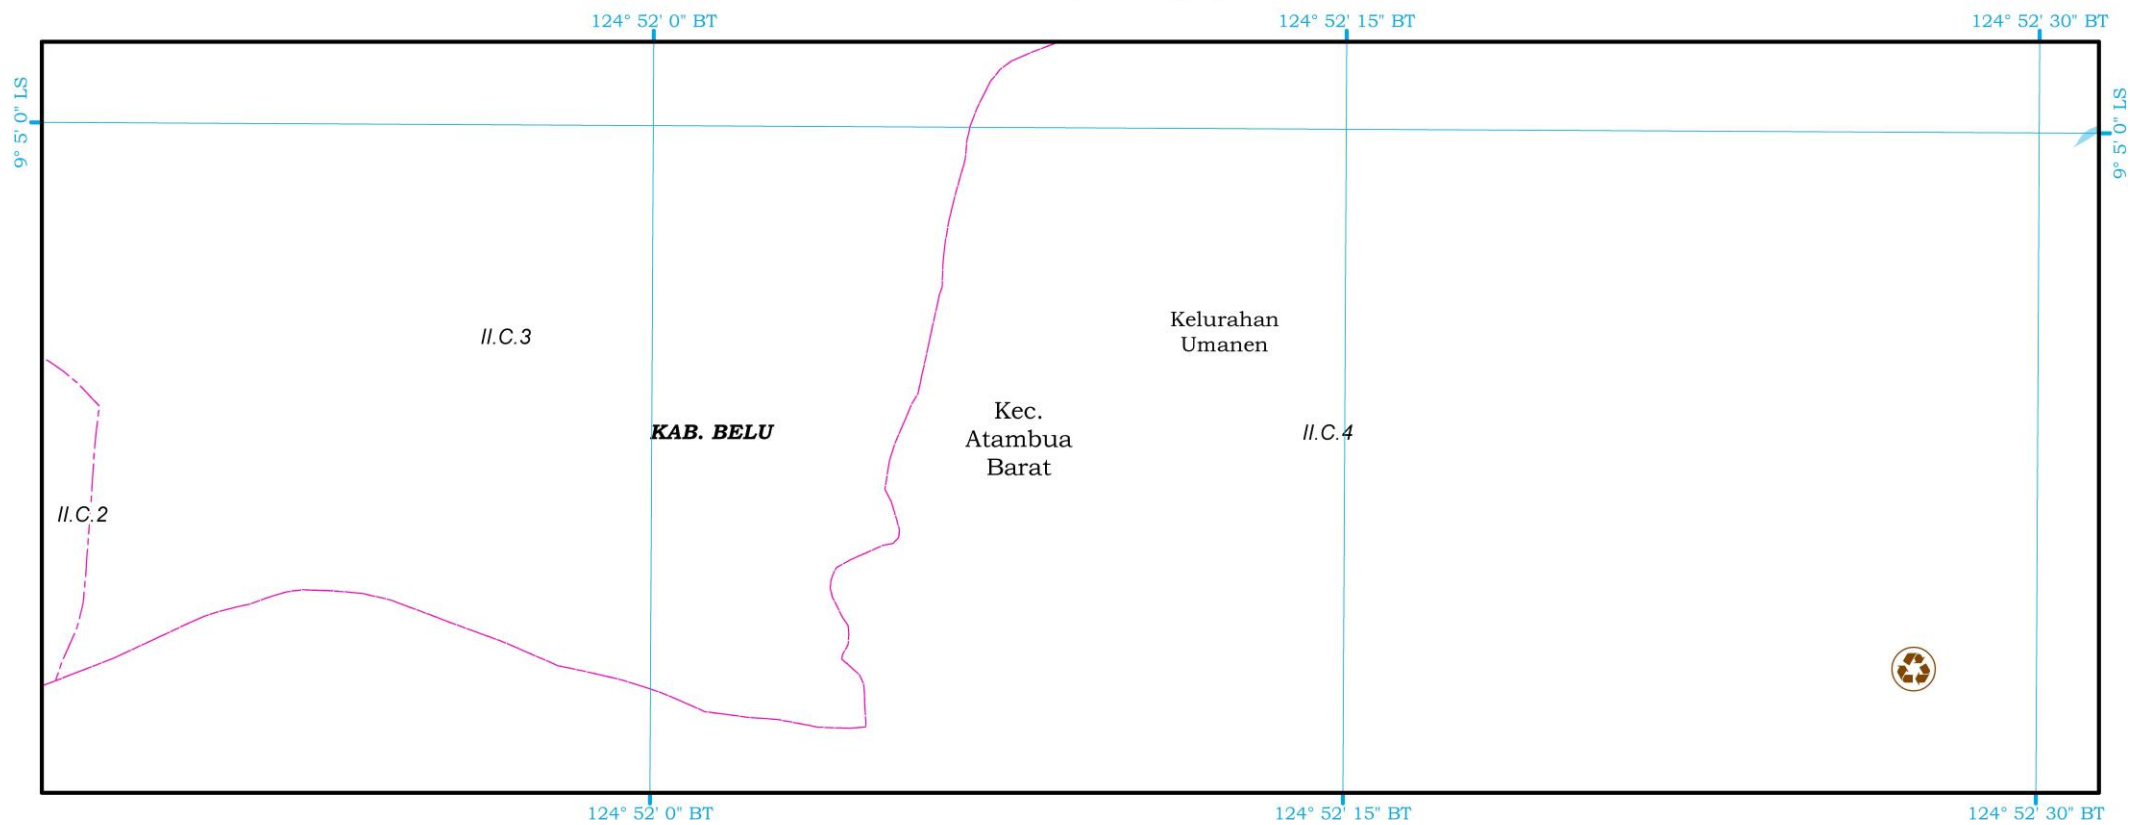 124° 52' 0" BT
124° 52' 15" BT
124° 52' 30" BT
9° 5' 0" LS
9° 5' 0" LS
Kelurahan
Umanen
II.C.3
Kec.
Atambua
Barat
KAB. BELU
II.C.4
II.C.2
124° 52' 0" BT
124° 52' 15" BT
124° 52' 30" BT